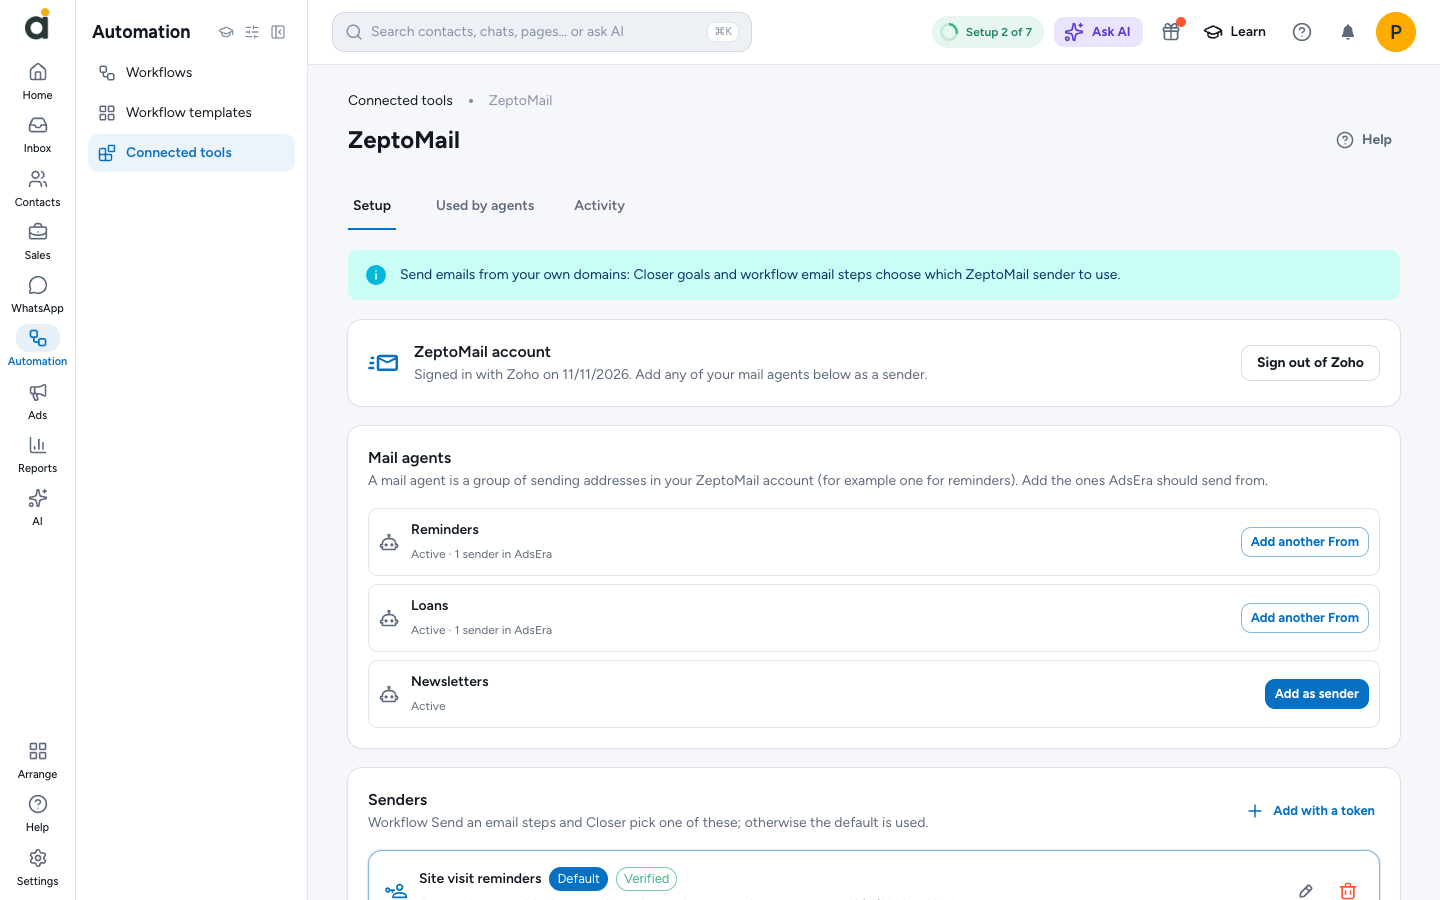 Automation
Search contacts, chats, pages... or ask AI
⌘K
Setup 2 of 7
Ask AI
Learn
P
Home
Inbox
Contacts
Sales
WhatsApp
Automation
Ads
Reports
AI
Arrange
Help
Settings
Workflows
Workflow templates
Connected tools
Connected tools • ZeptoMail
ZeptoMail
Help
Setup
Used by agents
Activity
Send emails from your own domains: Closer goals and workflow email steps choose which ZeptoMail sender to use.
ZeptoMail account
Signed in with Zoho on 11/11/2026. Add any of your mail agents below as a sender.
Sign out of Zoho
Mail agents
A mail agent is a group of sending addresses in your ZeptoMail account (for example one for reminders). Add the ones AdsEra should send from.
Reminders
Active · 1 sender in AdsEra
Add another From
Loans
Active · 1 sender in AdsEra
Add another From
Newsletters
Active
Add as sender
Senders
Workflow Send an email steps and Closer pick one of these; otherwise the default is used.
Add with a token
Site visit reminders
Default
Verified